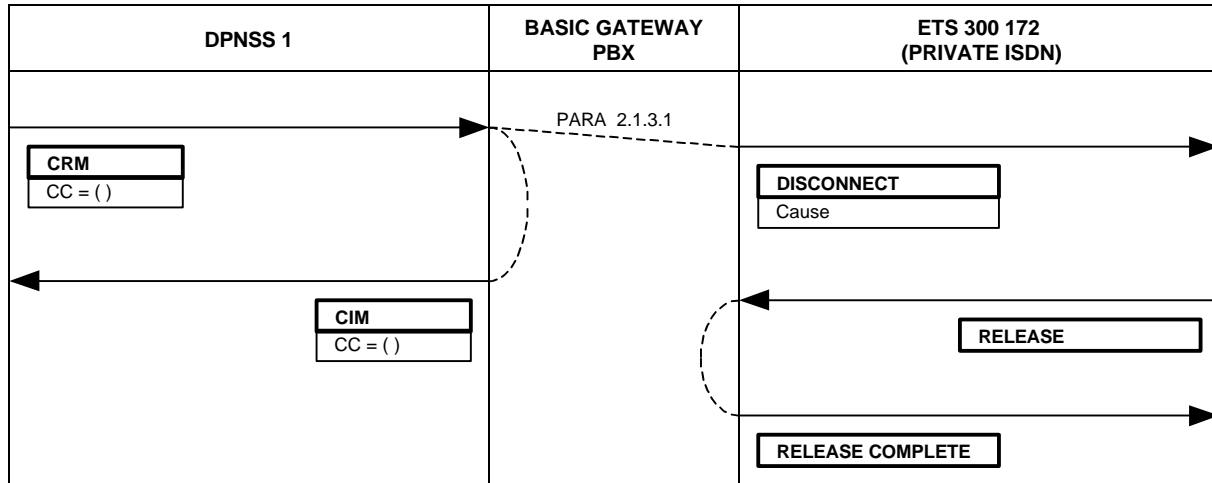 DPNSS 1
BASIC GATEWAY
PBX
ETS 300 172
(PRIVATE ISDN)
PARA 2.1.3.1
CRM
CC = ( )
DISCONNECT
Cause
CIM
CC = ( )
RELEASE
RELEASE COMPLETE